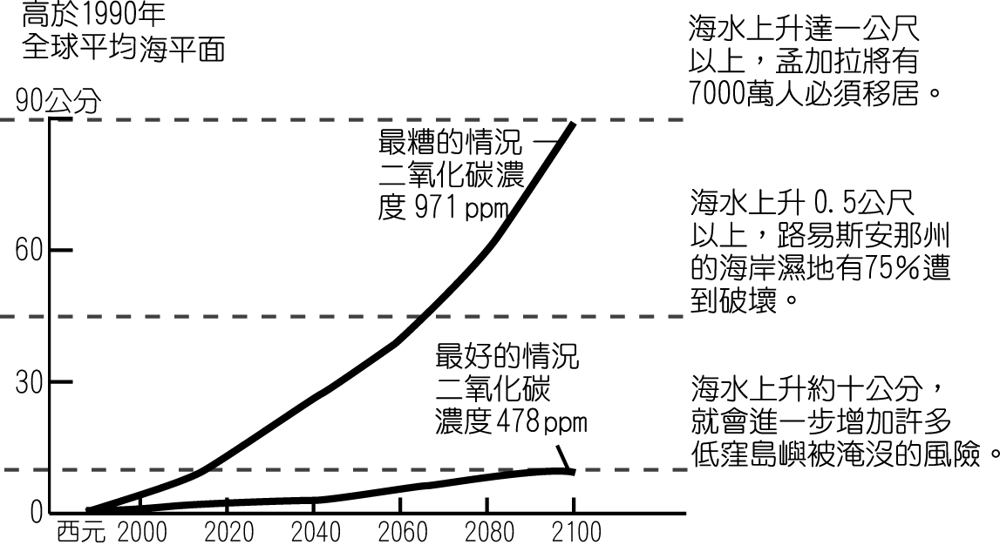 高於1990年
全球平均海平面
90公分
60
30
0
西元 2000 2020 2040 2060 2080 2100
最糟的情況
二氧化碳濃
度 971 ppm
最好的情況
二氧化碳
濃度 478 ppm
海水上升達一公尺
以上，孟加拉將有
7000萬人必須移居。
海水上升 0.5公尺
以上，路易斯安那州
的海岸濕地有75%遭
到破壞。
海水上升約十公分，
就會進一步增加許多
低窪島嶼被淹沒的風險。